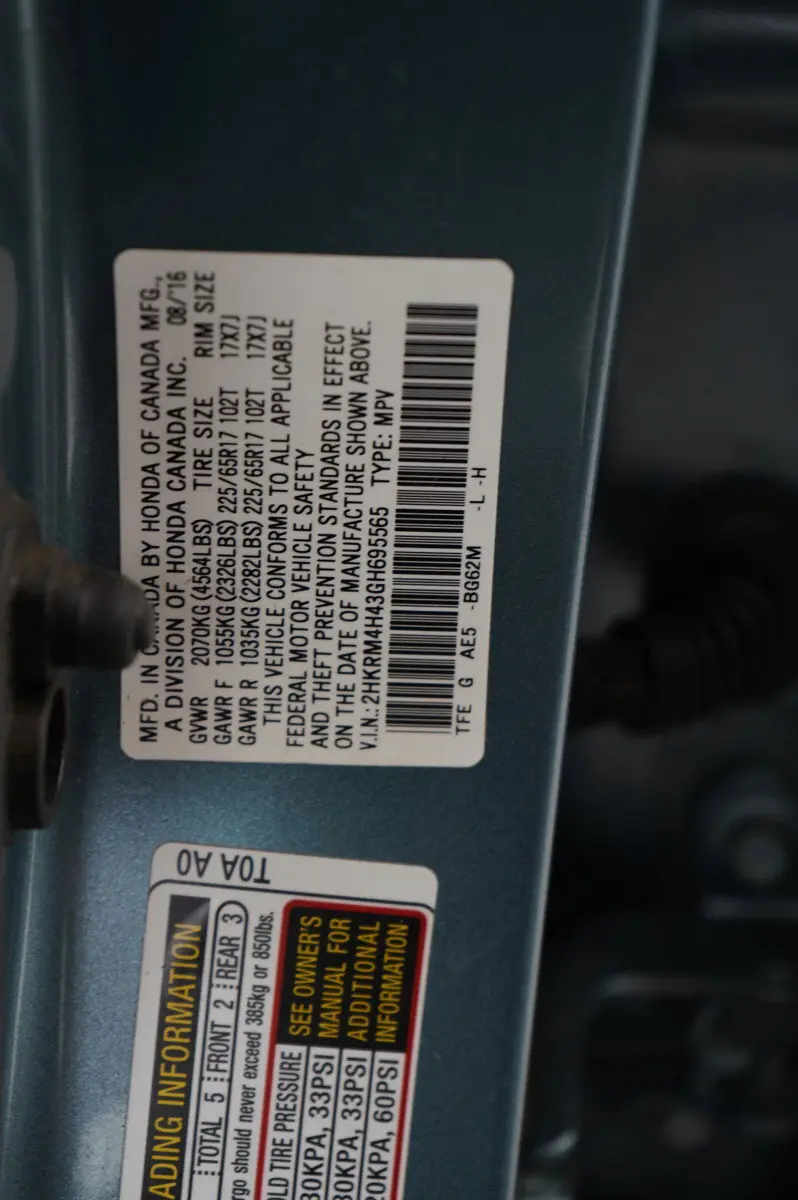 MFD. IN CANADA BY HONDA OF CANADA MFG.,
A DIVISION OF HONDA CANADA INC. 08/'16
GVWR 2070KG (4564LBS) TIRE SIZE RIM SIZE
GAWR F 1055KG (2326LBS) 225/65R17 102T 17X7J
GAWR R 1035KG (2282LBS) 225/65R17 102T 17X7J
THIS VEHICLE CONFORMS TO ALL APPLICABLE
FEDERAL MOTOR VEHICLE SAFETY
AND THEFT PREVENTION STANDARDS IN EFFECT
ON THE DATE OF MANUFACTURE SHOWN ABOVE.
V.I.N.: 2HKRM4H43GH695565 TYPE: MPV
TFE G AE5 -BG62M -L -H
T0A A0
ADING INFORMATION
TOTAL 5 FRONT 2 REAR 3
rgo should never exceed 385kg or 850lbs.
OLD TIRE PRESSURE
30KPA, 33PSI
30KPA, 33PSI
20KPA, 60PSI
SEE OWNER'S
MANUAL FOR
ADDITIONAL
INFORMATION